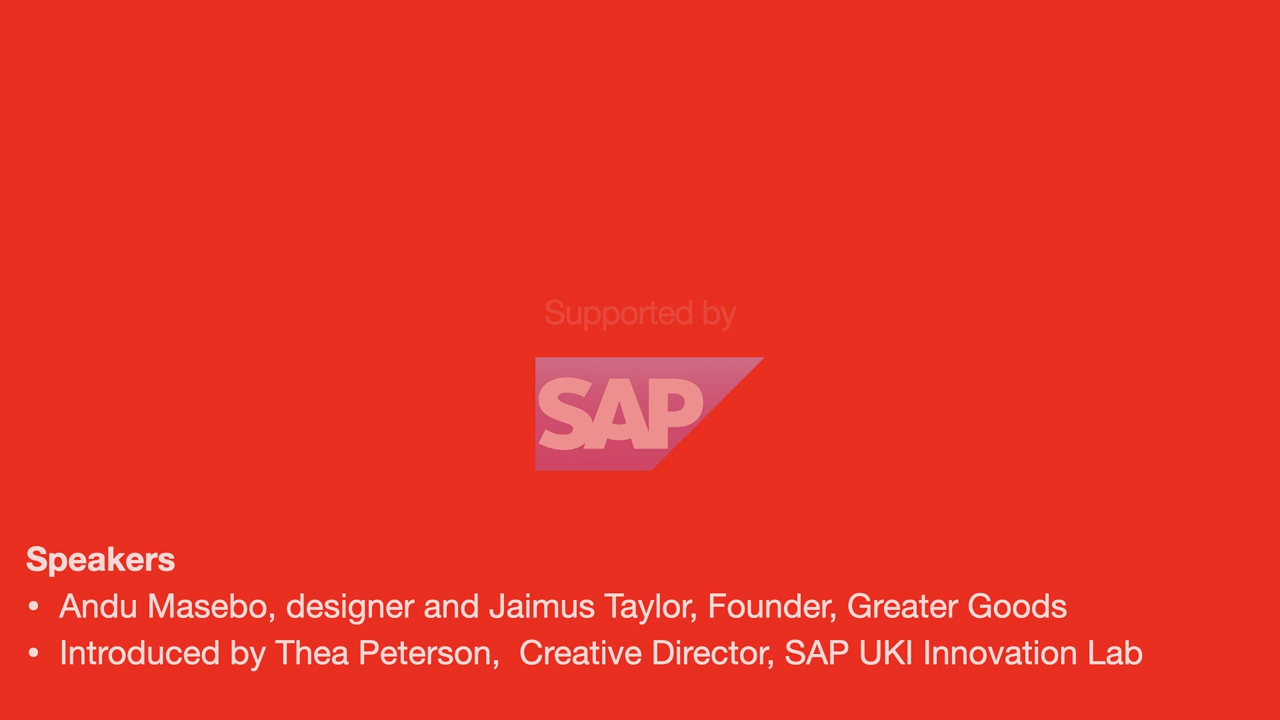 Supported by
SAP
Speakers
• Andu Masebo, designer and Jaimus Taylor, Founder, Greater Goods
• Introduced by Thea Peterson,  Creative Director, SAP UKI Innovation Lab